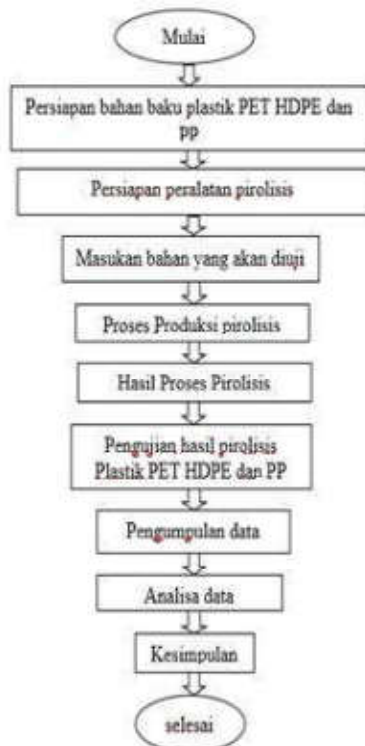 Mulai
Persiapan bahan baku plastik PET HDPE dan
pp
Persiapan peralatan pirolisis
Masukan bahan yang akan diuji
Proses Produksi pirolisis
Hasil Proses Pirolisis
Pengujian hasil pirolisis
Plastik PET HDPE dan PP
Pengumpulan data
Analisa data
Kesimpulan
selesai